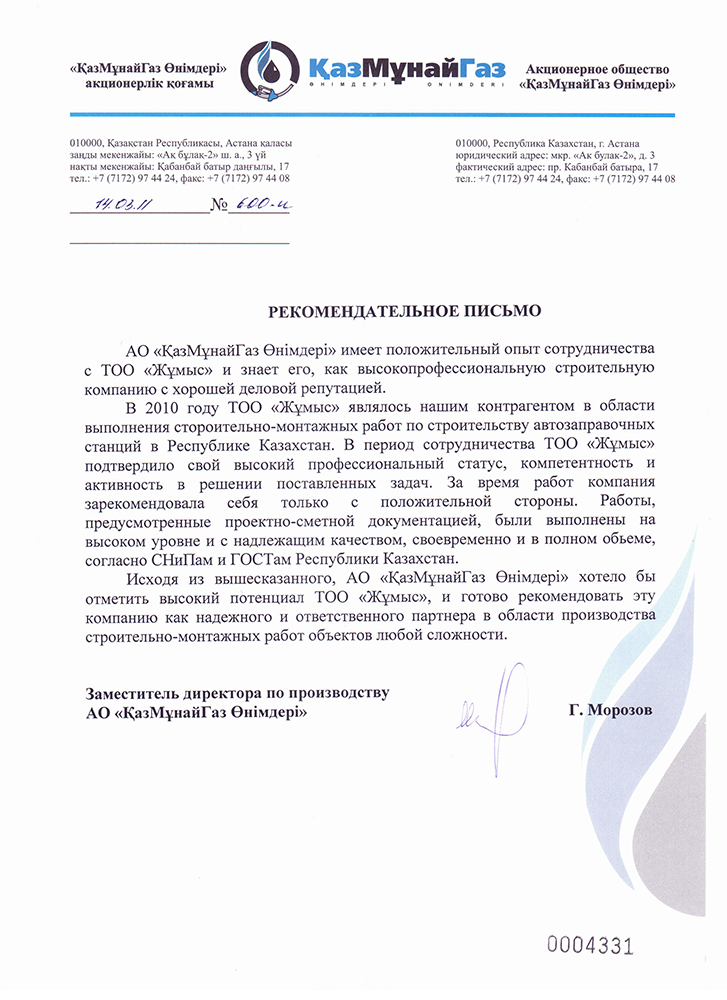 «ҚазМұнайГаз Өнімдері»
акционерлік қоғамы
ҚазМұнайГаз
ӨНІМДЕРІ ONIMDERI
Акционерное общество
«ҚазМұнайГаз Өнімдері»
010000, Қазақстан Республикасы, Астана қаласы
заңды мекенжайы: «Ақ бұлақ-2» ш. а., 3 үй
нақты мекенжайы: Қабанбай батыр даңғылы, 17
тел.: +7 (7172) 97 44 24, факс: +7 (7172) 97 44 08
010000, Республика Казахстан, г. Астана
юридический адрес: мкр. «Ак булак-2», д. 3
фактический адрес: пр. Кабанбай батыра, 17
тел.: +7 (7172) 97 44 24, факс: +7 (7172) 97 44 08
14.03.11 № 600-и
РЕКОМЕНДАТЕЛЬНОЕ ПИСЬМО
АО «ҚазМұнайГаз Өнімдері» имеет положительный опыт сотрудничества
с ТОО «Жұмыс» и знает его, как высокопрофессиональную строительную
компанию с хорошей деловой репутацией.
В 2010 году ТОО «Жұмыс» являлось нашим контрагентом в области
выполнения стороительно-монтажных работ по строительству автозаправочных
станций в Республике Казахстан. В период сотрудничества ТОО «Жұмыс»
подтвердило свой высокий профессиональный статус, компетентность и
активность в решении поставленных задач. За время работ компания
зарекомендовала себя только с положительной стороны. Работы,
предусмотренные проектно-сметной документацией, были выполнены на
высоком уровне и с надлежащим качеством, своевременно и в полном обьеме,
согласно СНиПам и ГОСТам Республики Казахстан.
Исходя из вышесказанного, АО «ҚазМұнайГаз Өнімдері» хотело бы
отметить высокий потенциал ТОО «Жұмыс», и готово рекомендовать эту
компанию как надежного и ответственного партнера в области производства
строительно-монтажных работ объектов любой сложности.
Заместитель директора по производству
АО «ҚазМұнайГаз Өнімдері»
Г. Морозов
0004331